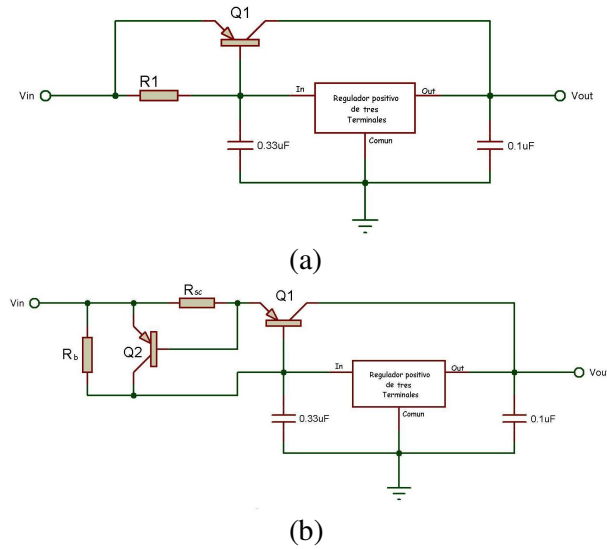 Q1
R1
Vin
In
Regulador positivo
de tres
Terminales
Out
Vout
Comun
0.33uF
0.1uF
(a)
Vin
Rsc
Q1
Rb
Q2
In
Regulador positivo
de tres
Terminales
Out
Vou
Comun
0.33uF
0.1uF
(b)